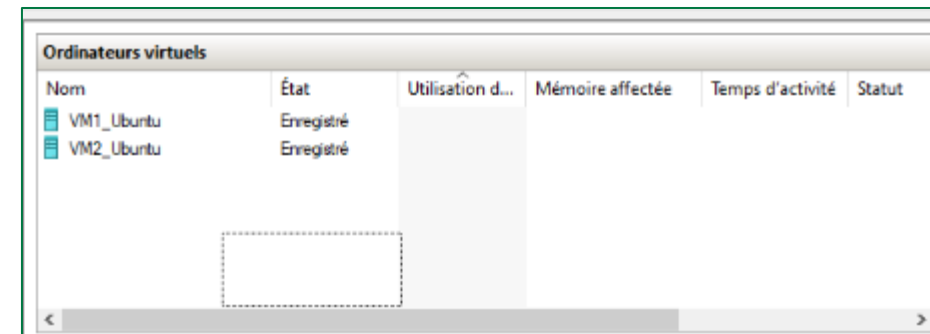 Ordinateurs virtuels
Nom État Utilisation d... Mémoire affectée Temps d'activité Statut
VM1_Ubuntu Enregistré
VM2_Ubuntu Enregistré